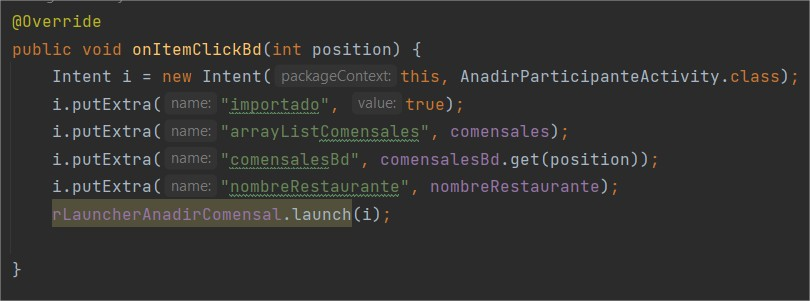 @Override
public void onItemClickBd(int position) {
Intent i = new Intent( packageContext: this, AnadirParticipanteActivity.class);
i.putExtra( name: "importado", value: true);
i.putExtra( name: "arrayListComensales", comensales);
i.putExtra( name: "comensalesBd", comensalesBd.get(position));
i.putExtra( name: "nombreRestaurante", nombreRestaurante);
rLauncherAnadirComensal.launch(i);
}